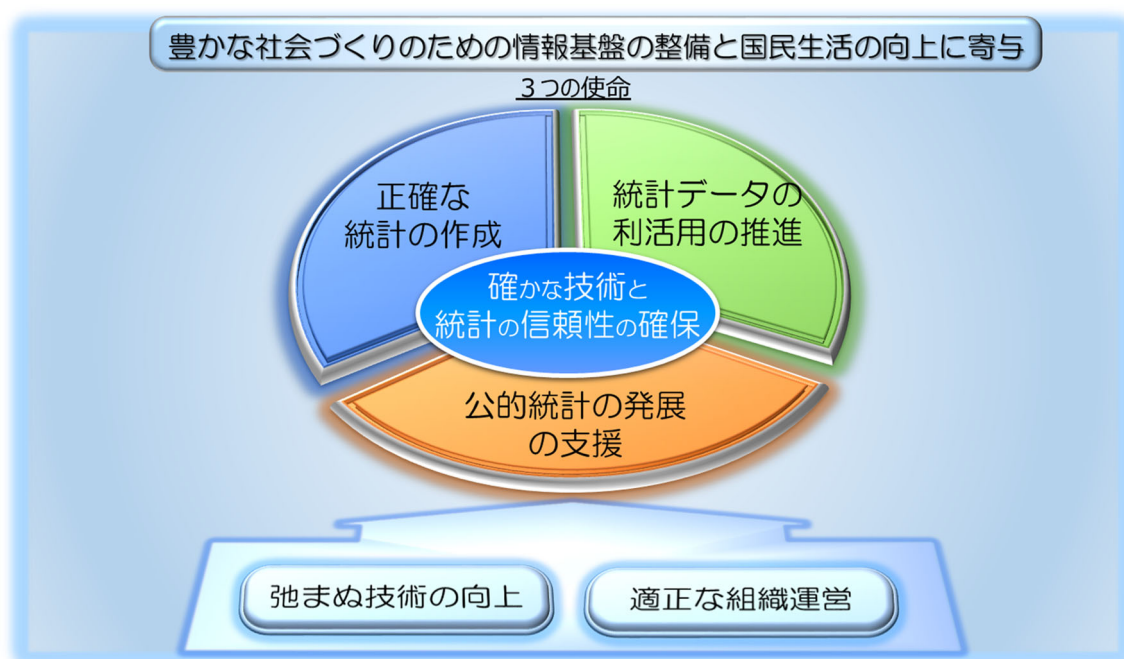 豊かな社会づくりのための情報基盤の整備と国民生活の向上に寄与
３つの使命
正確な
統計の作成
統計データの
利活用の推進
確かな技術と
統計の信頼性の確保
公的統計の発展
の支援
弛まぬ技術の向上
適正な組織運営